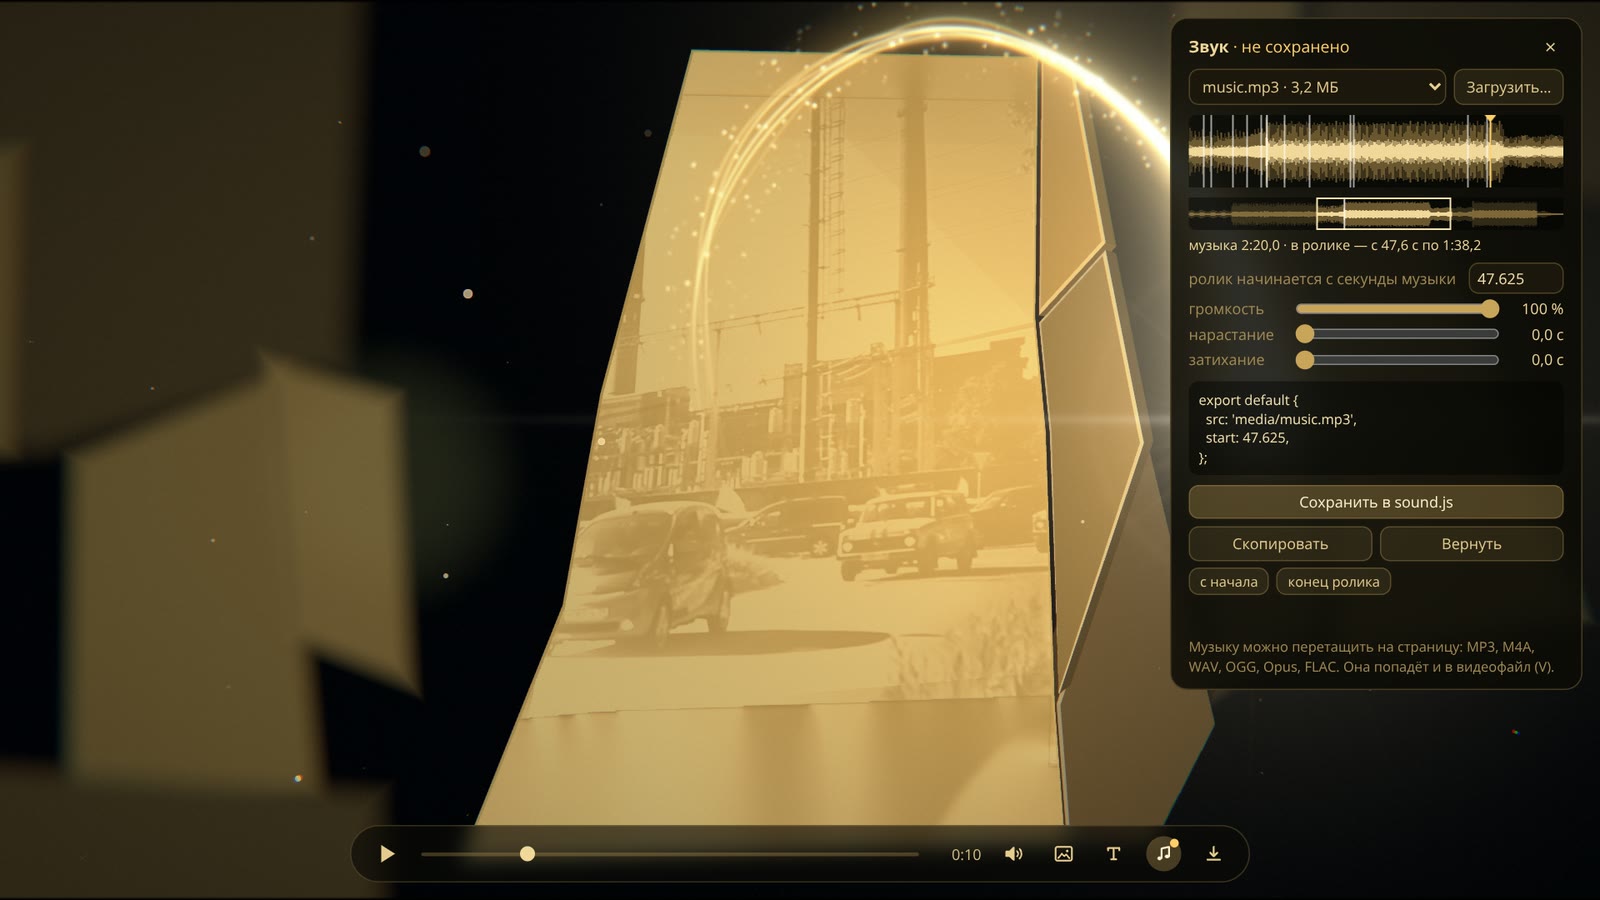 Звук · не сохранено
music.mp3 · 3,2 МБ
Загрузить...
музыка 2:20,0 · в ролике — с 47,6 с по 1:38,2
ролик начинается с секунды музыки 47.625
громкость 100 %
нарастание 0,0 с
затихание 0,0 с
export default {
src: 'media/music.mp3',
start: 47.625,
};
Сохранить в sound.js
Скопировать Вернуть
с начала конец ролика
Музыку можно перетащить на страницу: MP3, M4A,
WAV, OGG, Opus, FLAC. Она попадёт и в видеофайл (V).
0:10